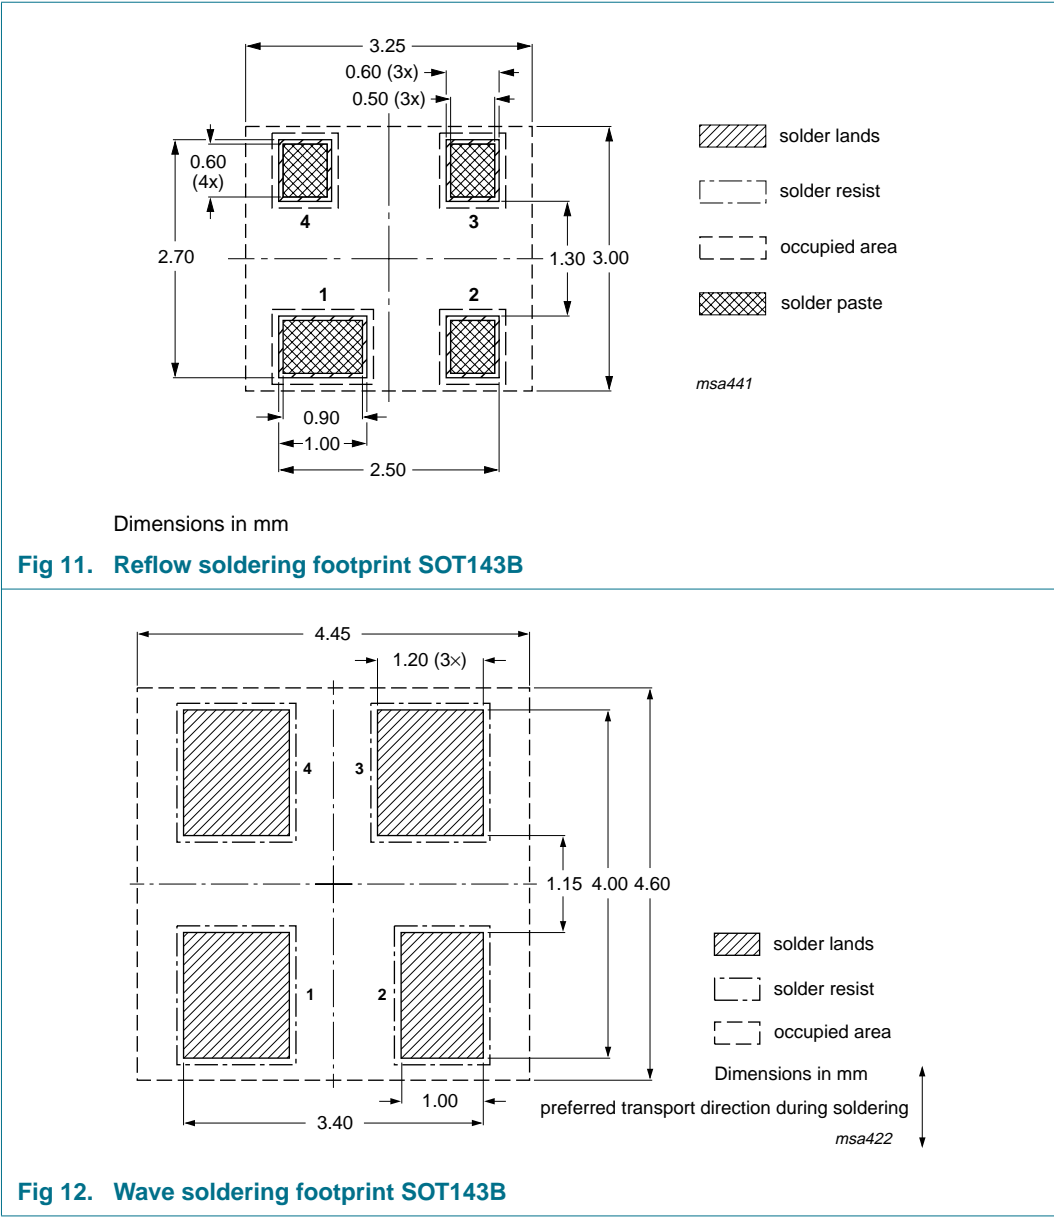 3.25
0.60 (3x)
0.50 (3x)
solder lands
0.60
(4x)
solder resist
4
3
2.70
1.30
3.00
occupied area
1
2
solder paste
msa441
0.90
1.00
2.50
Dimensions in mm
Fig 11. Reflow soldering footprint SOT143B
4.45
1.20 (3×)
4
3
1.15
4.00
4.60
solder lands
1
2
solder resist
occupied area
Dimensions in mm
1.00
preferred transport direction during soldering
3.40
msa422
Fig 12. Wave soldering footprint SOT143B